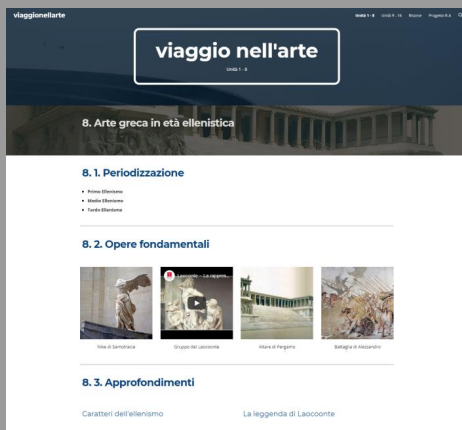 viaggionellarte
Unità 1 - 8 Unità 9 - 16 Risorse Progetto R.A.
viaggio nell'arte
Unità 1 - 8
8. Arte greca in età ellenistica
8. 1. Periodizzazione
Primo Ellenismo
Medio Ellenismo
Tardo Ellenismo
8. 2. Opere fondamentali
Laocoonte – La rappres...
Nike di Samotracia Gruppo del Laocoonte Altare di Pergamo Battaglia di Alessandro
8. 3. Approfondimenti
Caratteri dell'ellenismo La leggenda di Laocoonte